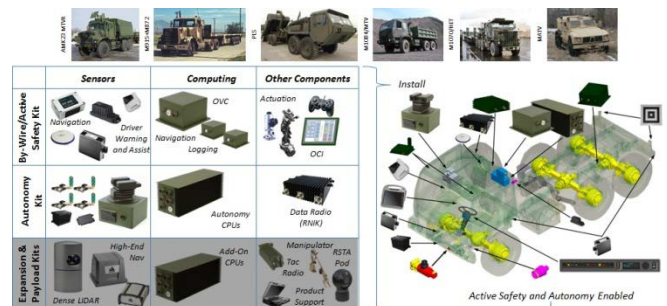 AMK23 MTVR
M915-M872
PLS
M1084/MTV
M1070/HET
MATV
Sensors
Computing
Other Components
Install
By-Wire/Active
Safety Kit
Navigation
Driver
Warning
and Assist
OVC
Navigation
Logging
Actuation
OCI
Autonomy
Kit
Autonomy
CPUs
Data Radio
(RNIK)
Expansion &
Payload Kits
High-End
Nav
Dense LiDAR
Add-On
CPUs
Manipulator
Tac
Radio
RSTA
Pod
Product
Support
Active Safety and Autonomy Enabled